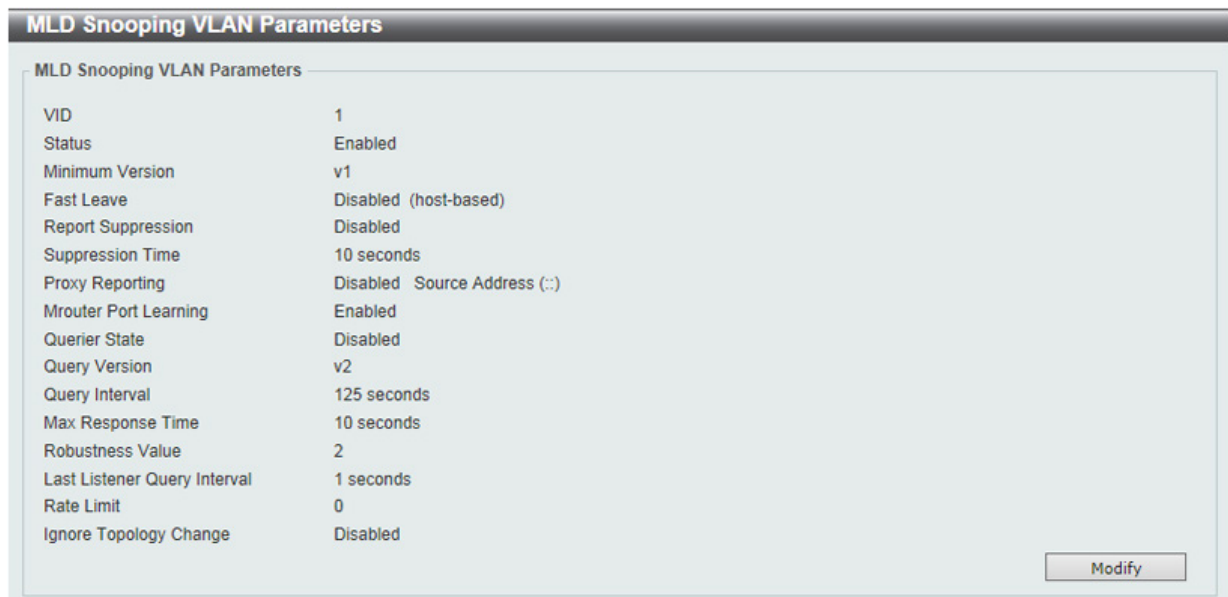 MLD Snooping VLAN Parameters
MLD Snooping VLAN Parameters
VID 1
Status Enabled
Minimum Version v1
Fast Leave Disabled (host-based)
Report Suppression Disabled
Suppression Time 10 seconds
Proxy Reporting Disabled Source Address (::)
Mrouter Port Learning Enabled
Querier State Disabled
Query Version v2
Query Interval 125 seconds
Max Response Time 10 seconds
Robustness Value 2
Last Listener Query Interval 1 seconds
Rate Limit 0
Ignore Topology Change Disabled
Modify